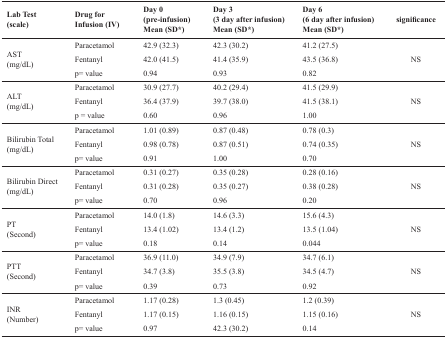 Lab Test (scale) Drug for Infusion (IV) Day 0 (pre-infusion) Mean (SD*) Day 3 (3 day after infusion) Mean (SD*) Day 6 (6 day after infusion) Mean (SD*) significance
AST (mg/dL) Paracetamol 42.9 (32.3) 42.3 (30.2) 41.2 (27.5)
Fentanyl 42.0 (41.5) 41.4 (35.9) 43.5 (36.8) NS
p= value 0.94 0.93 0.82
ALT (mg/dL) Paracetamol 30.9 (27.7) 40.2 (29.4) 41.5 (29.9)
Fentanyl 36.4 (37.9) 39.7 (38.0) 41.5 (38.1) NS
p = value 0.60 0.96 1.00
Bilirubin Total (mg/dL) Paracetamol 1.01 (0.89) 0.87 (0.48) 0.78 (0.3)
Fentanyl 0.98 (0.78) 0.87 (0.51) 0.74 (0.35) NS
p= value 0.91 1.00 0.70
Bilirubin Direct (mg/dL) Paracetamol 0.31 (0.27) 0.35 (0.28) 0.28 (0.16)
Fentanyl 0.31 (0.28) 0.35 (0.27) 0.38 (0.28) NS
p= value 0.70 0.96 0.20
PT (Second) Paracetamol 14.0 (1.8) 14.6 (3.3) 15.6 (4.3)
Fentanyl 13.4 (1.02) 13.4 (1.2) 13.5 (1.04) NS
p= value 0.18 0.14 0.044
PTT (Second) Paracetamol 36.9 (11.0) 34.9 (7.9) 34.7 (6.1)
Fentanyl 34.7 (3.8) 35.5 (3.8) 34.5 (4.7) NS
p= value 0.39 0.73 0.92
INR (Number) Paracetamol 1.17 (0.28) 1.3 (0.45) 1.2 (0.39)
Fentanyl 1.17 (0.15) 1.16 (0.15) 1.15 (0.16) NS
p= value 0.97 42.3 (30.2) 0.14